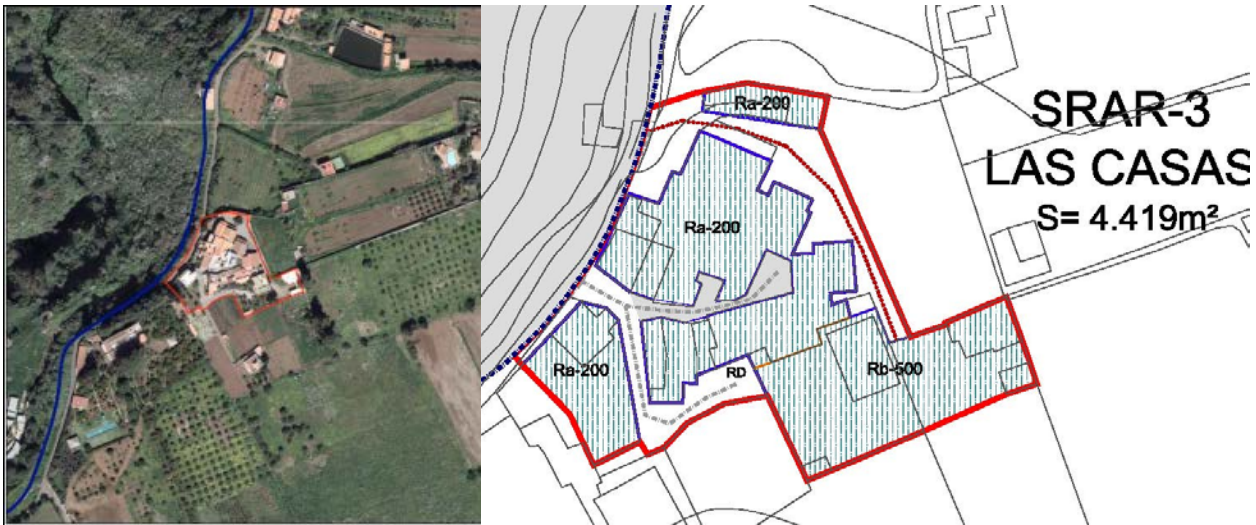 Ra-200
SRAR-3
LAS CASAS
S= 4.419m²
Ra-200
Ra-200
RD
Rb-500